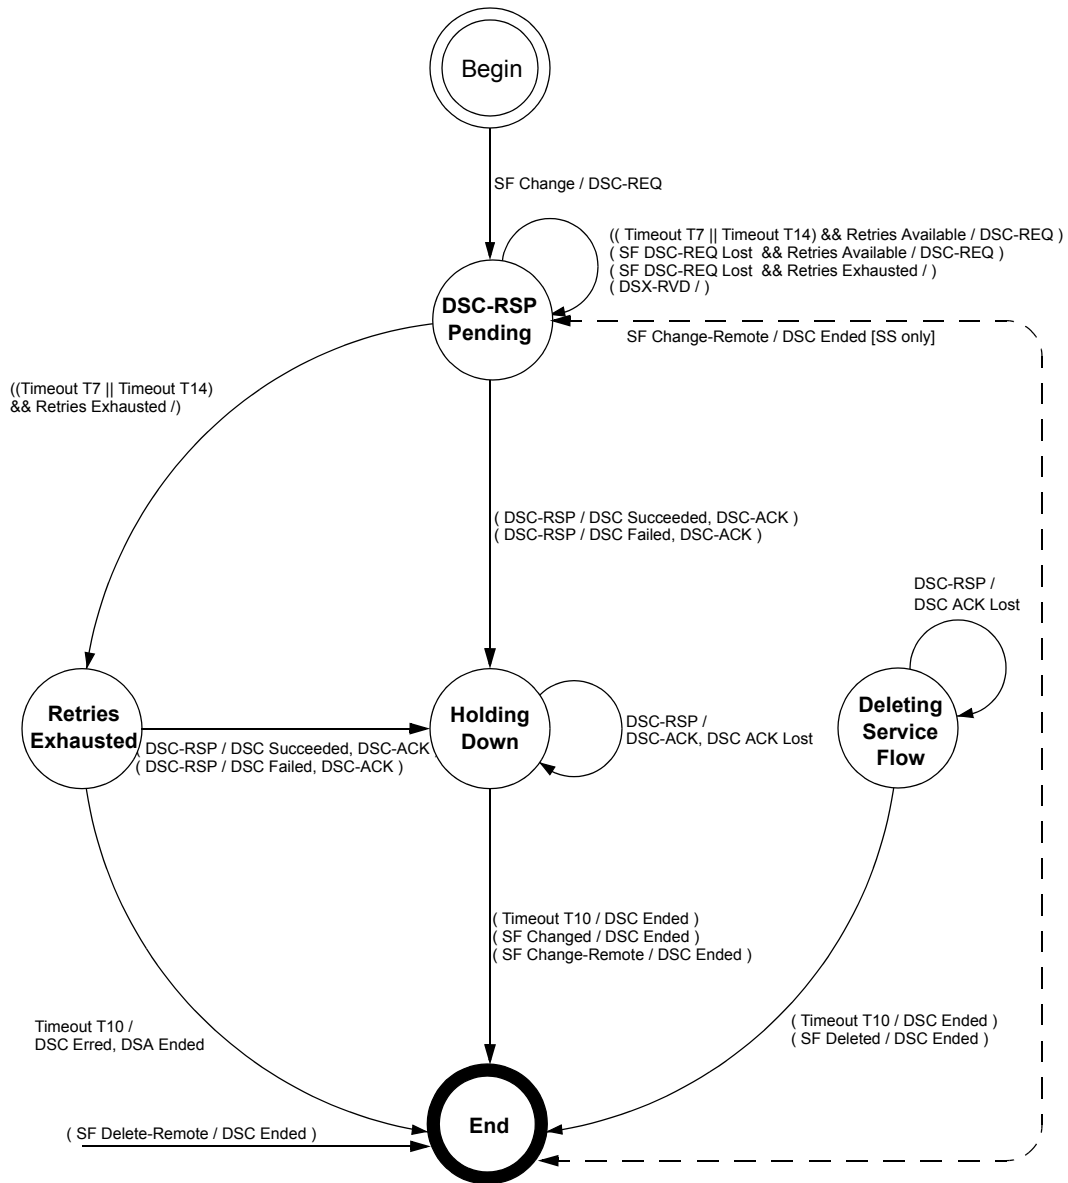 Begin
SF Change / DSC-REQ
(( Timeout T7 || Timeout T14) && Retries Available / DSC-REQ )
( SF DSC-REQ Lost && Retries Available / DSC-REQ )
( SF DSC-REQ Lost && Retries Exhausted / )
( DSX-RVD / )
DSC-RSP
Pending
SF Change-Remote / DSC Ended [SS only]
((Timeout T7 || Timeout T14)
&& Retries Exhausted /)
( DSC-RSP / DSC Succeeded, DSC-ACK )
( DSC-RSP / DSC Failed, DSC-ACK )
DSC-RSP /
DSC ACK Lost
Retries
Exhausted
( DSC-RSP / DSC Succeeded, DSC-ACK
( DSC-RSP / DSC Failed, DSC-ACK )
Holding
Down
DSC-RSP /
DSC-ACK, DSC ACK Lost
Deleting
Service
Flow
( Timeout T10 / DSC Ended )
( SF Changed / DSC Ended )
( SF Change-Remote / DSC Ended )
Timeout T10 /
DSC Erred, DSA Ended
( Timeout T10 / DSC Ended )
( SF Deleted / DSC Ended )
End
( SF Delete-Remote / DSC Ended )